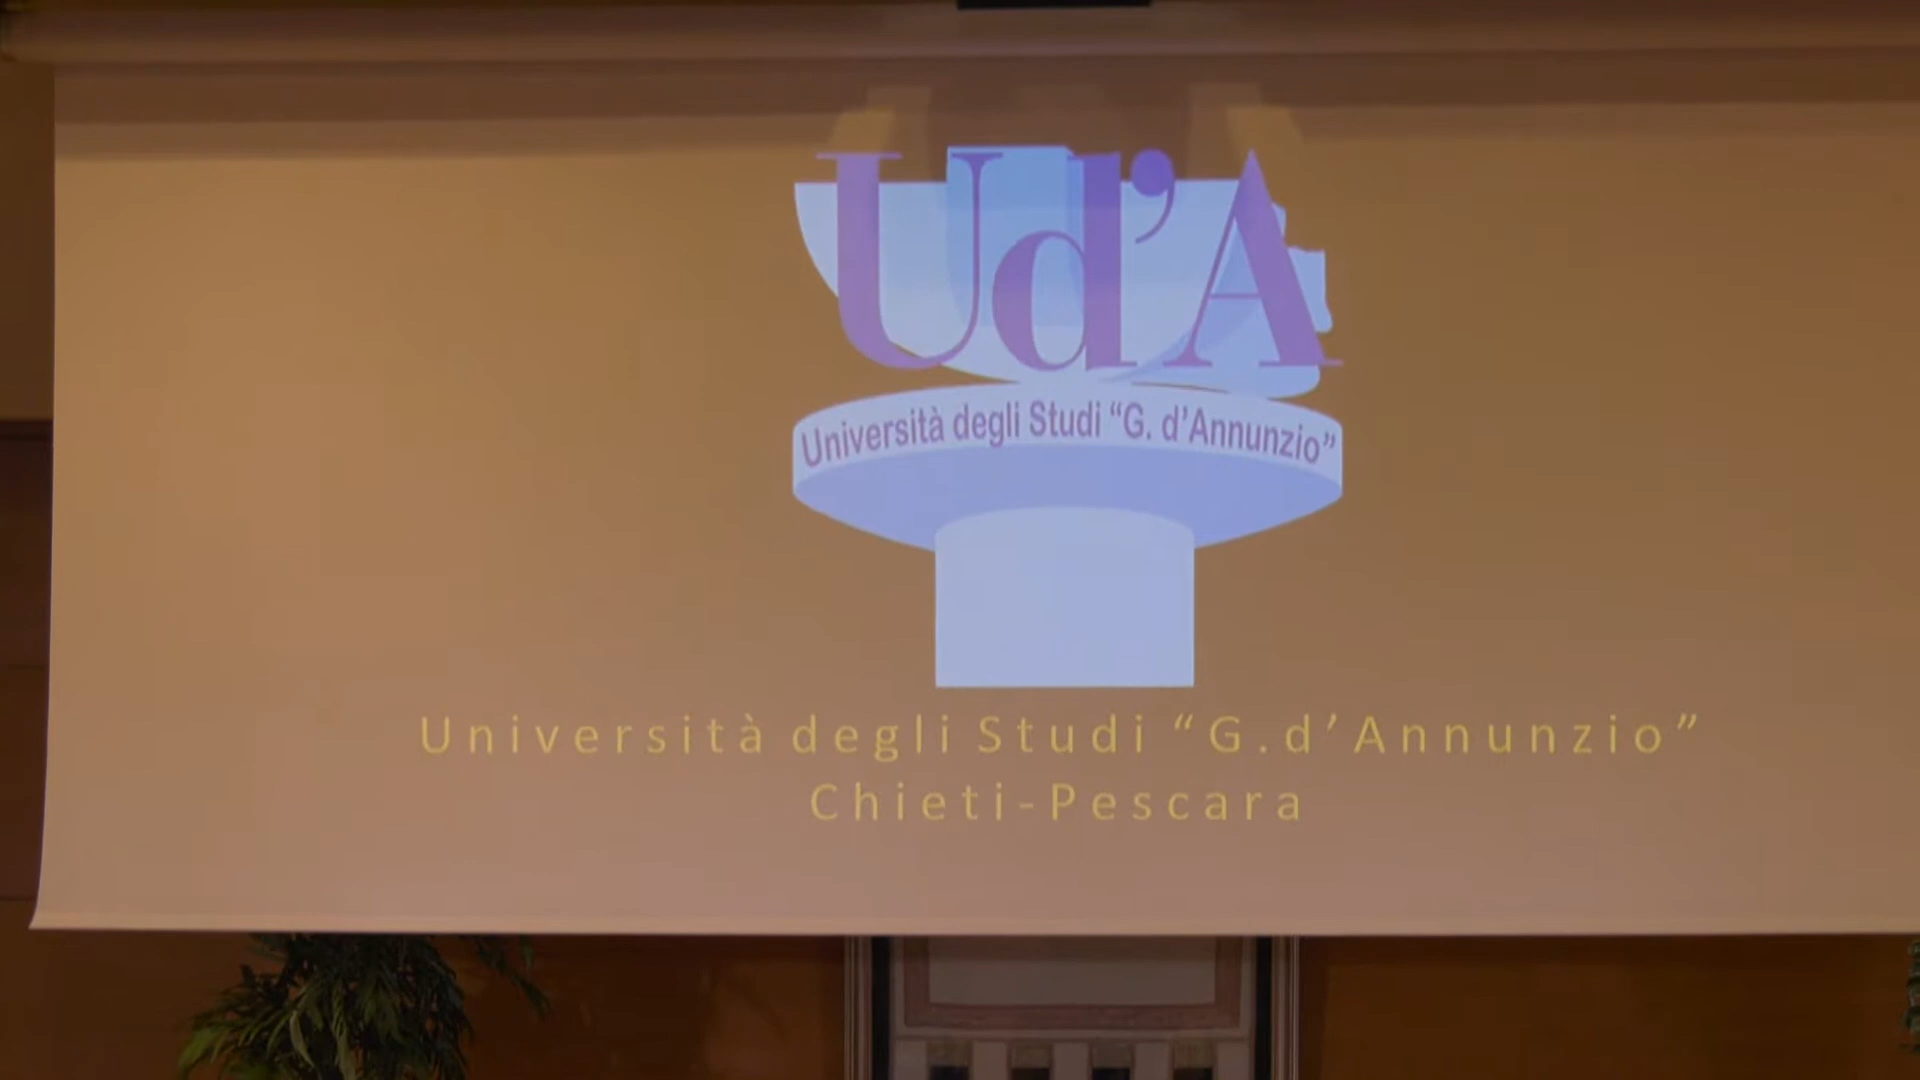 Ud'A
Università degli Studi “G. d'Annunzio”
Università degli Studi “G.d'Annunzio”
Chieti-Pescara